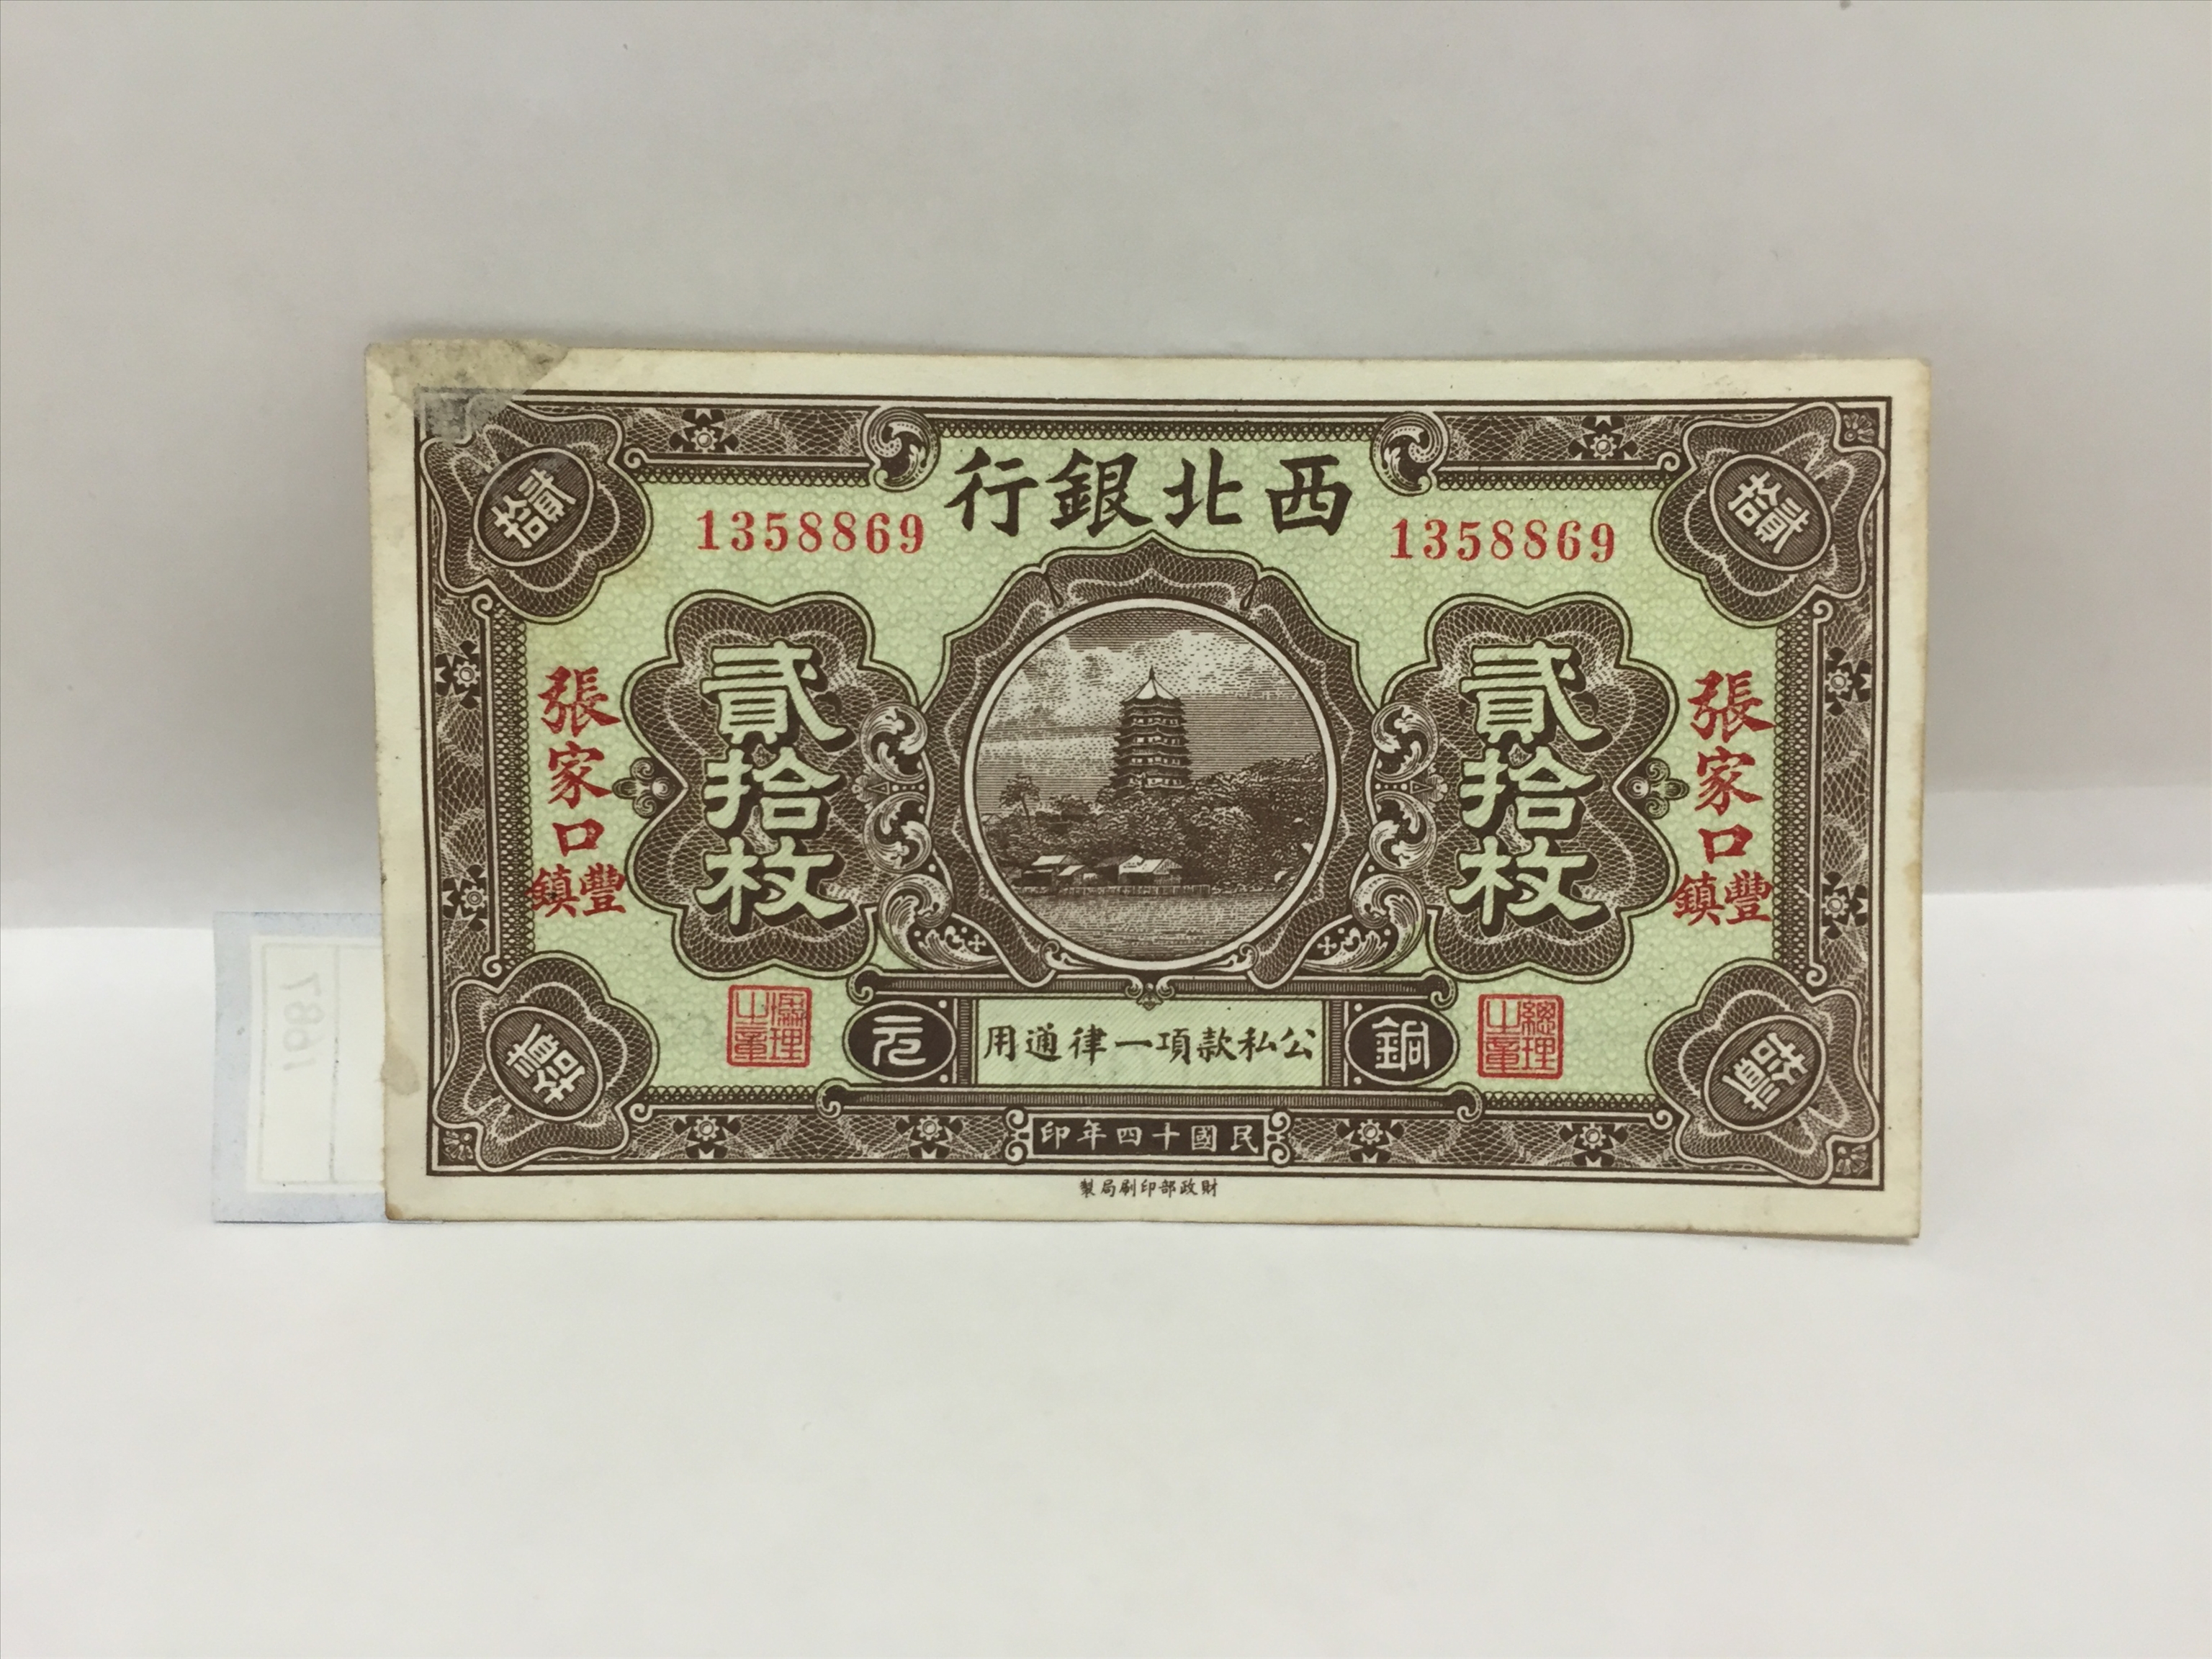 西北銀行
1358869
1358869
貳拾
貳拾
貳拾枚
貳拾枚
張家口
豐鎮
張家口
豐鎮
銅元
公私款項一律通用
總理之章
協理之章
貳拾
貳拾
民國十四年印
財政部印刷局製
1687